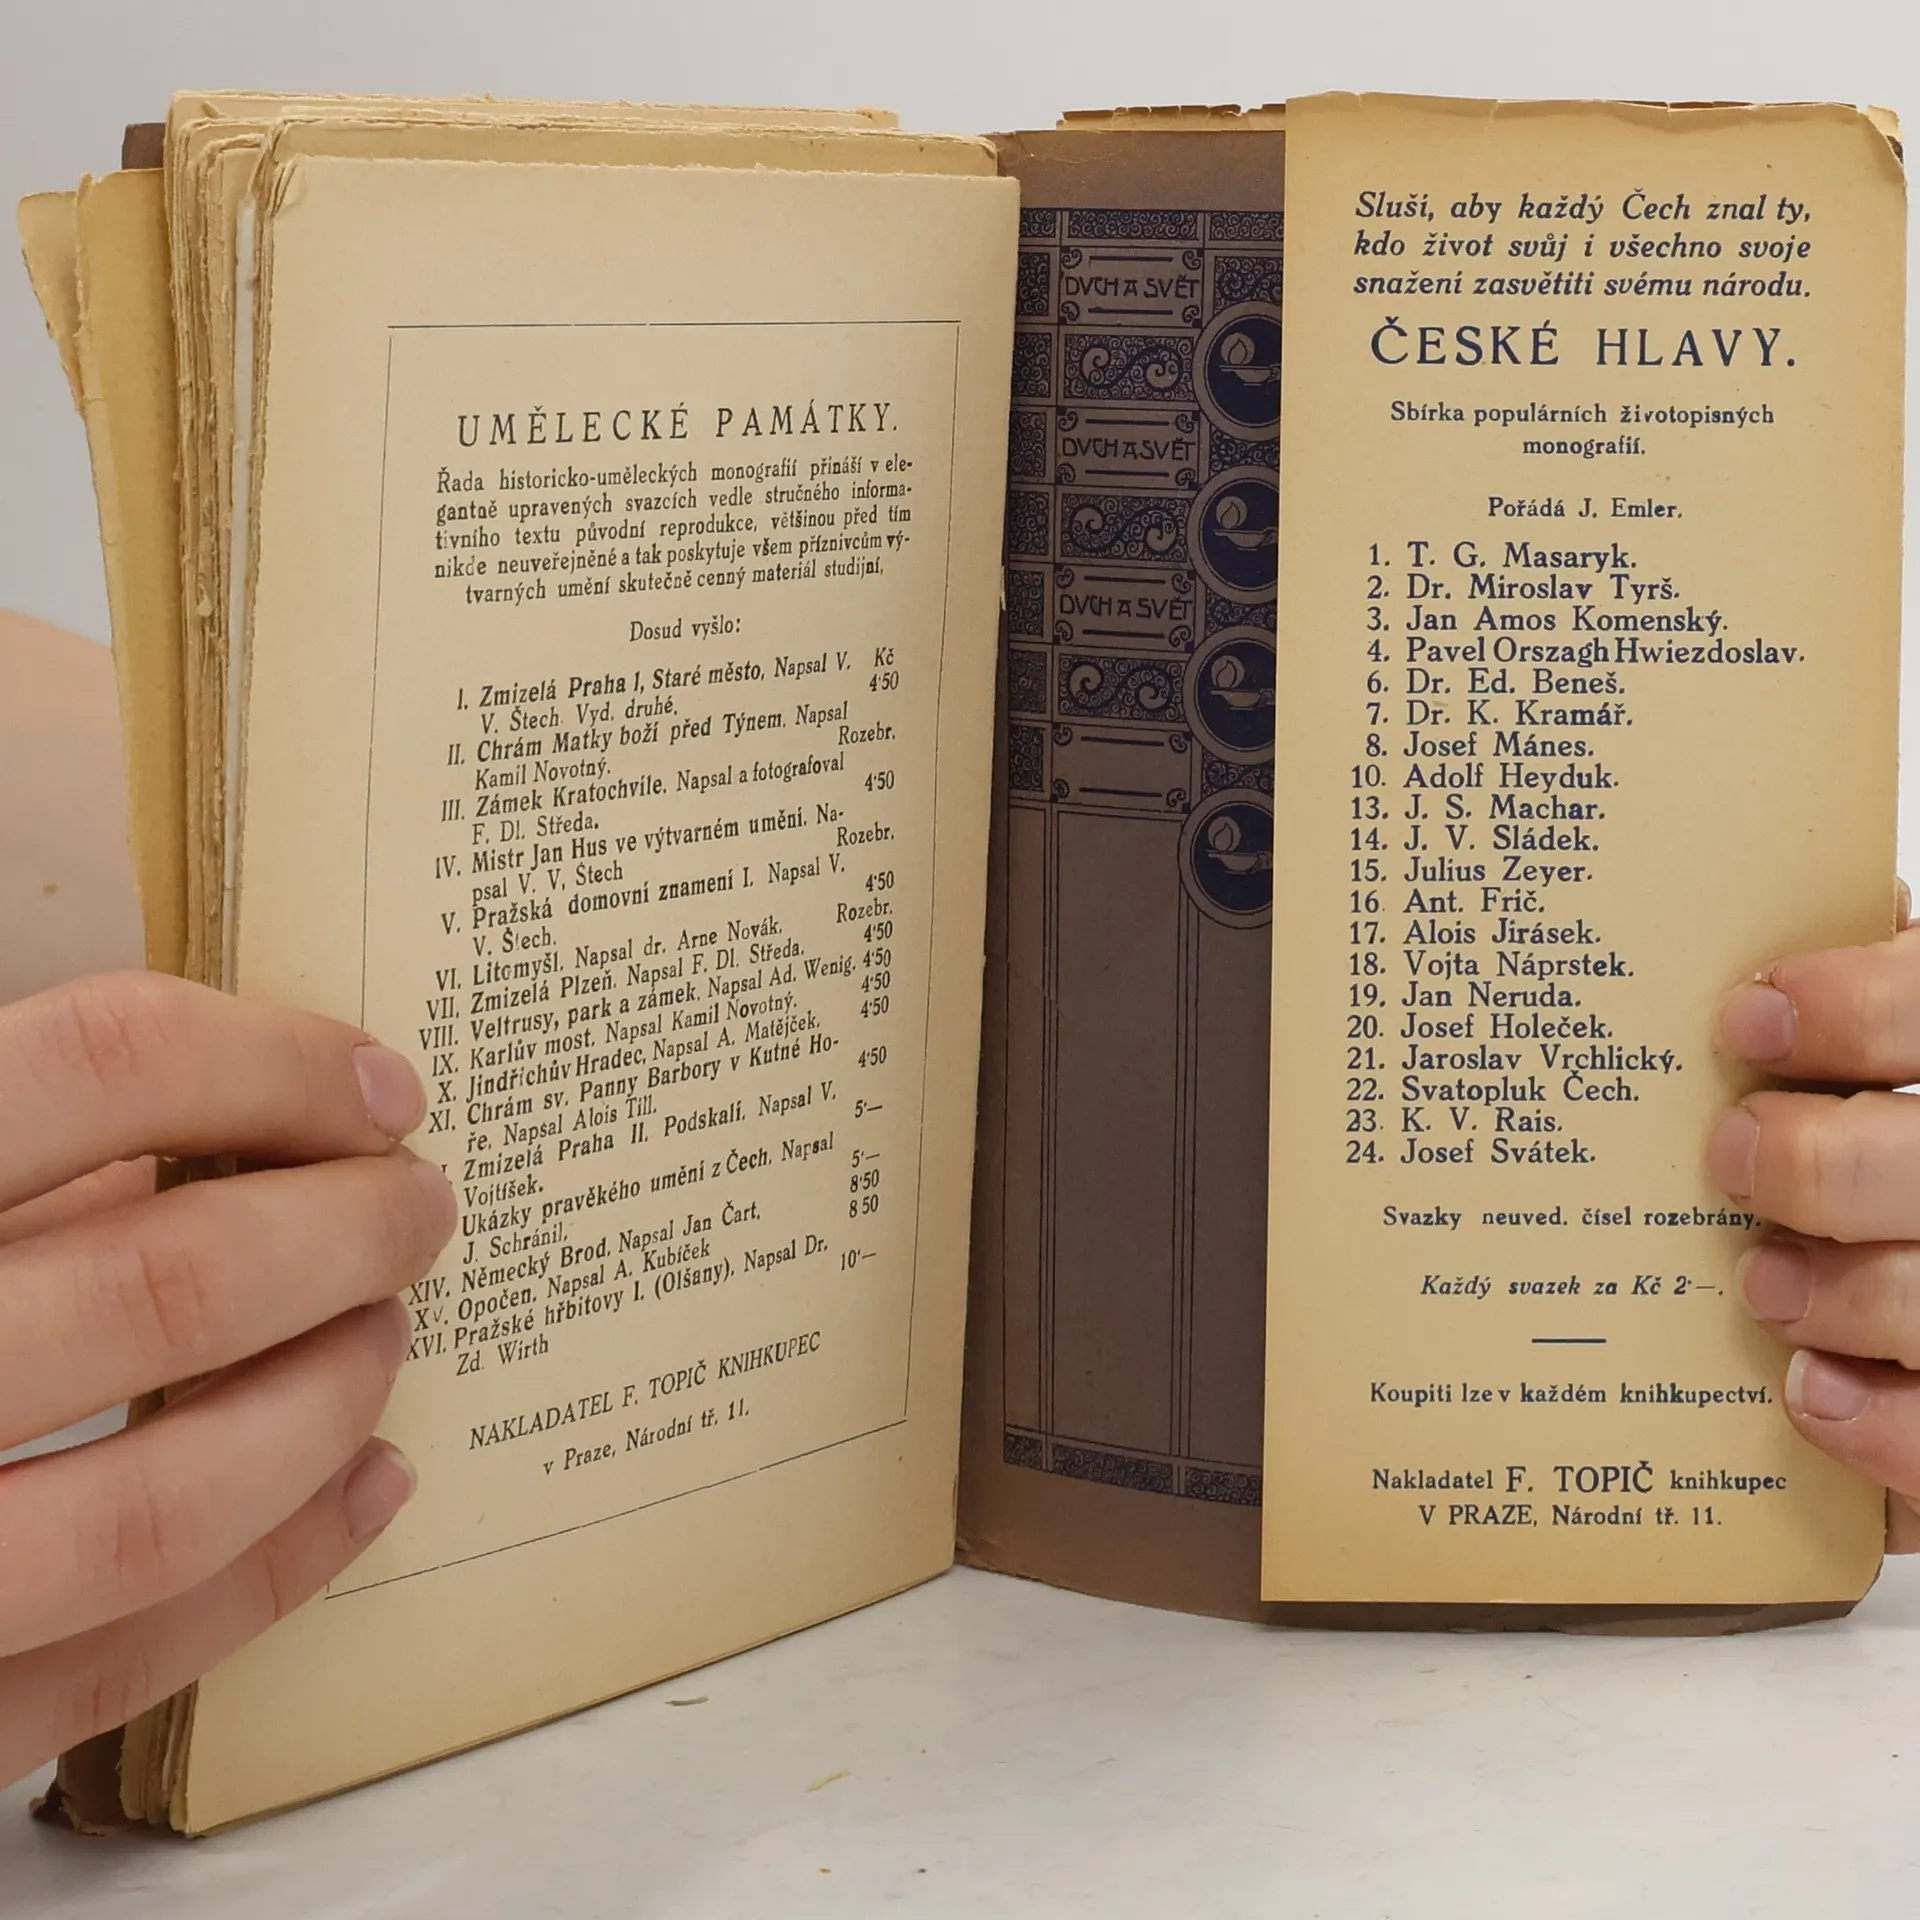 UMĚLECKÉ PAMÁTKY.
Řada historicko-uměleckých monografií přináší v ele-
gantně upravených svazcích vedle stručného informa-
tivního textu původní reprodukce, většinou před tím
nikde neuveřejněné a tak poskytuje všem příznivcům vý-
tvarných umění skutečně cenný materiál studijní,
Dosud vyšlo:
Kč
I. Zmizelá Praha I, Staré město, Napsal V.
V. Štech. Vyd. druhé, 4·50
II. Chrám Matky boží před Týnem. Napsal
Kamil Novotný. Rozebr.
III. Zámek Kratochvíle. Napsal a fotografoval
F. Dl. Středa. 4·50
IV. Mistr Jan Hus ve výtvarném umění. Na-
psal V. V. Štech Rozebr.
V. Pražská domovní znamení I. Napsal V.
V. Štech. 4·50
VI. Litomyšl. Napsal dr. Arne Novák. Rozebr.
VII. Zmizelá Plzeň. Napsal F. Dl. Středa. 4·50
VIII. Veltrusy, park a zámek. Napsal Ad. Wenig. 4·50
IX. Karlův most. Napsal Kamil Novotný. 4·50
X. Jindřichův Hradec, Napsal A. Matějček. 4·50
XI. Chrám sv. Panny Barbory v Kutné Ho-
ře. Napsal Alois Till. 4·50
Zmizelá Praha II. Podskalí. Napsal V.
Vojtíšek. 5·—
Ukázky pravěkého umění z Čech. Napsal
J. Schránil. 5·—
XIV. Německý Brod. Napsal Jan Čart. 8·50
XV. Opočen. Napsal A. Kubíček 8 50
XVI. Pražské hřbitovy I. (Olšany). Napsal Dr.
Zd. Wirth 10·—
NAKLADATEL F. TOPIČ KNIHKUPEC
v Praze, Národní tř. 11.
DVCH A SVĚT
DVCH A SVĚT
DVCH A SVĚT
Sluší, aby každý Čech znal ty,
kdo život svůj i všechno svoje
snažení zasvětiti svému národu.
ČESKÉ HLAVY.
Sbírka populárních životopisných
monografií.
Pořádá J. Emler.
1. T. G. Masaryk.
2. Dr. Miroslav Tyrš.
3. Jan Amos Komenský.
4. Pavel Orszagh Hwiezdoslav.
6. Dr. Ed. Beneš.
7. Dr. K. Kramář.
8. Josef Mánes.
10. Adolf Heyduk.
13. J. S. Machar.
14. J. V. Sládek.
15. Julius Zeyer.
16. Ant. Frič.
17. Alois Jirásek.
18. Vojta Náprstek.
19. Jan Neruda.
20. Josef Holeček.
21. Jaroslav Vrchlický.
22. Svatopluk Čech.
23. K. V. Rais.
24. Josef Svátek.
Svazky neuved. čísel rozebrány.
Každý svazek za Kč 2·—.
Koupiti lze v každém knihkupectví.
Nakladatel F. TOPIČ knihkupec
V PRAZE, Národní tř. 11.